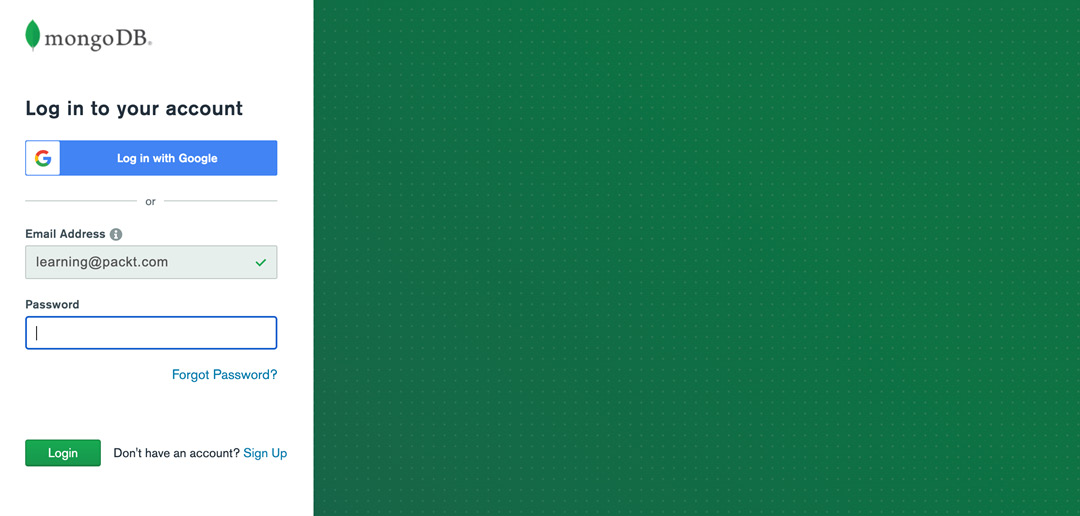 mongoDB®
Log in to your account
Log in with Google
or
Email Address
learning@packt.com
Password
Forgot Password?
Login Don't have an account? Sign Up